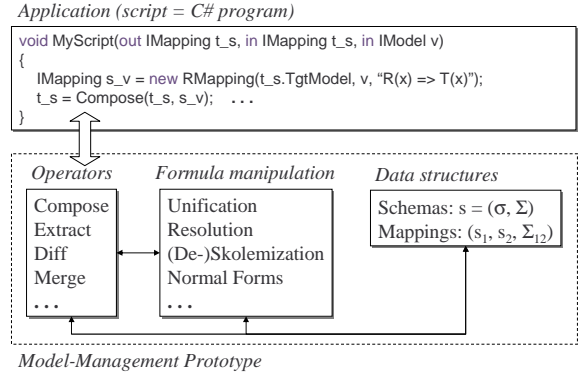 Application (script = C# program)
void MyScript(out IMapping t_s, in IMapping t_s, in IModel v)
{
IMapping s_v = new RMapping(t_s.TgtModel, v, “R(x) => T(x)”);
t_s = Compose(t_s, s_v); . . .
}
Operators
Compose
Extract
Diff
Merge
. . .
Formula manipulation
Unification
Resolution
(De-)Skolemization
Normal Forms
. . .
Data structures
Schemas: s = (σ, Σ)
Mappings: (s₁, s₂, Σ₁₂)
Model-Management Prototype